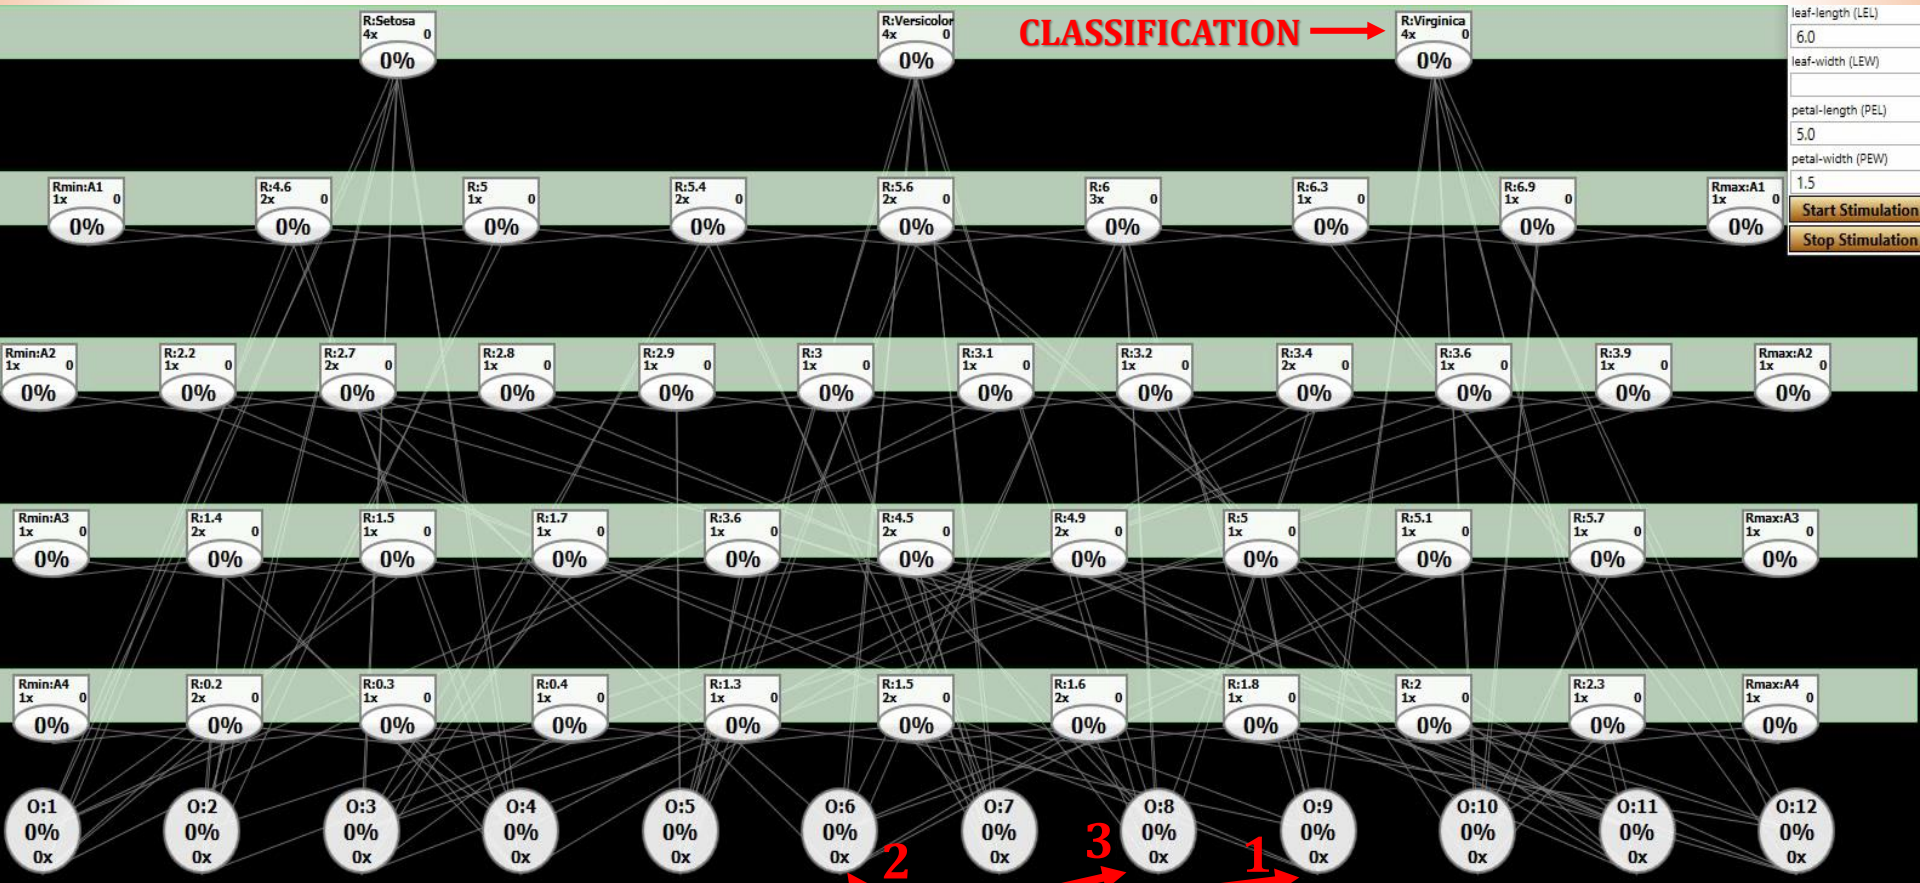 R:Setosa
4x 0
0%
R:Versicolor
4x 0
0%
CLASSIFICATION
R:Virginica
4x 0
0%
leaf-length (LEL)
6.0
leaf-width (LEW)
petal-length (PEL)
5.0
petal-width (PEW)
1.5
Start Stimulation
Stop Stimulation
Rmin:A1
1x 0
0%
R:4.6
2x 0
0%
R:5
1x 0
0%
R:5.4
2x 0
0%
R:5.6
2x 0
0%
R:6
3x 0
0%
R:6.3
1x 0
0%
R:6.9
1x 0
0%
Rmax:A1
1x 0
0%
Rmin:A2
1x 0
0%
R:2.2
1x 0
0%
R:2.7
2x 0
0%
R:2.8
1x 0
0%
R:2.9
1x 0
0%
R:3
1x 0
0%
R:3.1
1x 0
0%
R:3.2
1x 0
0%
R:3.4
2x 0
0%
R:3.6
1x 0
0%
R:3.9
1x 0
0%
Rmax:A2
1x 0
0%
Rmin:A3
1x 0
0%
R:1.4
2x 0
0%
R:1.5
1x 0
0%
R:1.7
1x 0
0%
R:3.6
1x 0
0%
R:4.5
2x 0
0%
R:4.9
2x 0
0%
R:5
1x 0
0%
R:5.1
1x 0
0%
R:5.7
1x 0
0%
Rmax:A3
1x 0
0%
Rmin:A4
1x 0
0%
R:0.2
2x 0
0%
R:0.3
1x 0
0%
R:0.4
1x 0
0%
R:1.3
1x 0
0%
R:1.5
2x 0
0%
R:1.6
2x 0
0%
R:1.8
1x 0
0%
R:2
1x 0
0%
R:2.3
1x 0
0%
Rmax:A4
1x 0
0%
O:1
0%
0x
O:2
0%
0x
O:3
0%
0x
O:4
0%
0x
O:5
0%
0x
O:6
0%
0x
2
O:7
0%
0x
3
O:8
0%
0x
1
O:9
0%
0x
O:10
0%
0x
O:11
0%
0x
O:12
0%
0x